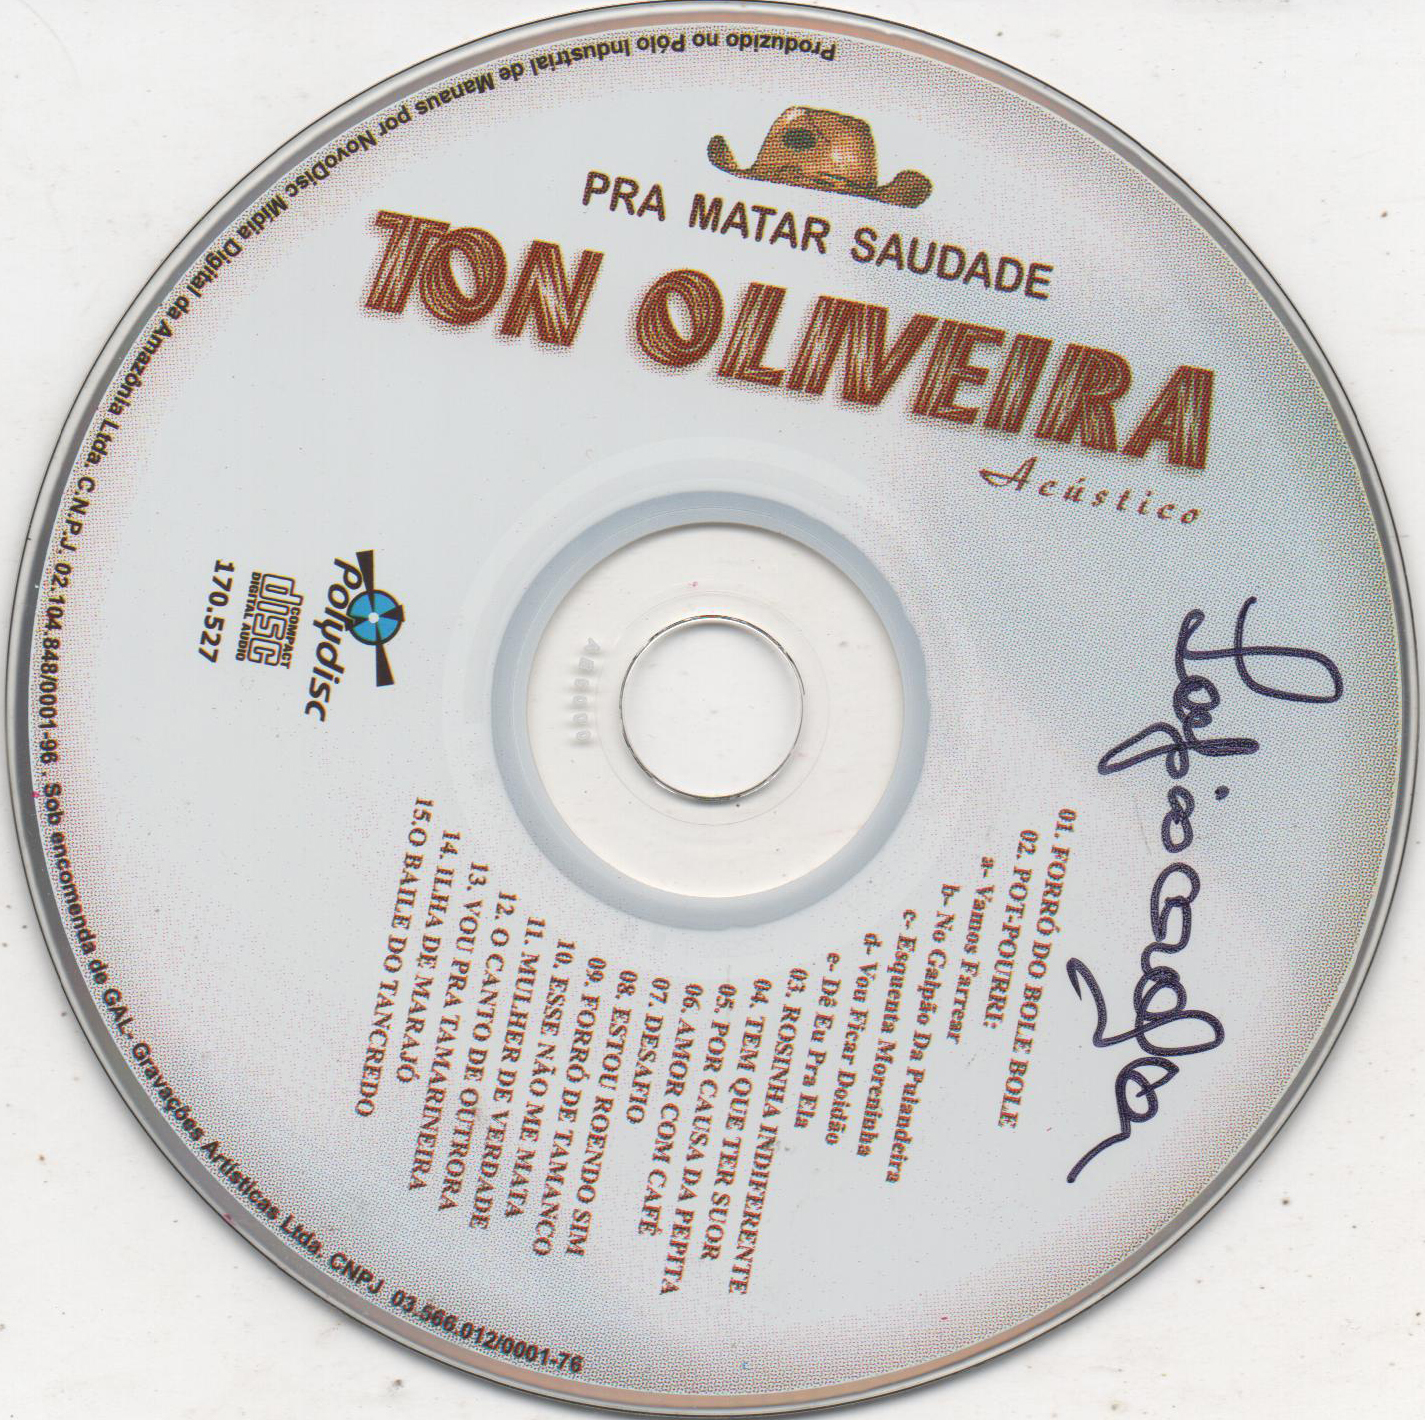 PRA MATAR SAUDADE
TON OLIVEIRA
Acústico
01. FORRÓ DO BOLE BOLE
02. POT-POURRI:
a- Vamos Farrear
b- No Galpão Da Palandeira
c- Esquenta Moreninha
d- Vou Ficar Doidão
e- Dê Eu Pra Ela
03. ROSINHA INDIFERENTE
04. TEM QUE TER SUOR
05. POR CAUSA DA PEPITA
06. AMOR COM CAFÉ
07 DESAFIO
08. ESTOU ROENDO SIM
09. FORRÓ DE TAMANCO
10. ESSE NÃO ME MATA
11. MULHER DE VERDADE
12. O CANTO DE OUTRORA
13. VOU PRA TAMARINEIRA
14. ILHA DE MARAJÓ
15.O BAILE DO TANCREDO
Polydisc
COMPACT
disc
DIGITAL AUDIO
170.527
Produzido no Pólo Industrial de Manaus por NovoDisc Mídia Digital da Amazônia Ltda. C.N.P.J. 02.104.848/0001-96 . Sob encomenda de GAL- Gravações Artísticas Ltda. CNPJ 03.566.012/0001-76